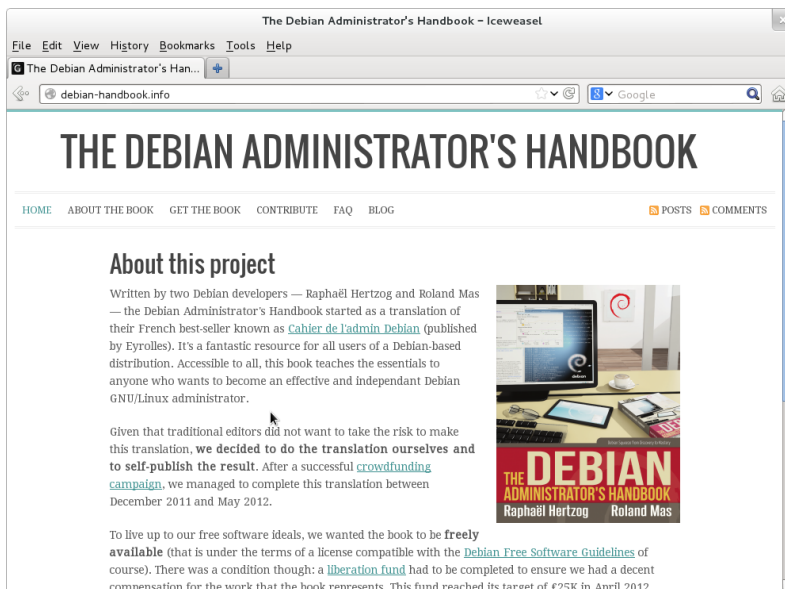 The Debian Administrator's Handbook – Iceweasel
File Edit View History Bookmarks Tools Help
The Debian Administrator's Han...
debian-handbook.info
Google
THE DEBIAN ADMINISTRATOR'S HANDBOOK
HOME ABOUT THE BOOK GET THE BOOK CONTRIBUTE FAQ BLOG POSTS COMMENTS
About this project
Written by two Debian developers — Raphaël Hertzog and Roland Mas
— the Debian Administrator's Handbook started as a translation of
their French best-seller known as Cahier de l'admin Debian (published
by Eyrolles). It's a fantastic resource for all users of a Debian-based
distribution. Accessible to all, this book teaches the essentials to
anyone who wants to become an effective and independant Debian
GNU/Linux administrator.
Given that traditional editors did not want to take the risk to make
this translation, we decided to do the translation ourselves and
to self-publish the result. After a successful crowdfunding
campaign, we managed to complete this translation between
December 2011 and May 2012.
debian
Debian Squeeze from Discovery to Mastery
THE DEBIAN
ADMINISTRATOR'S HANDBOOK
Raphaël Hertzog Roland Mas
To live up to our free software ideals, we wanted the book to be freely
available (that is under the terms of a license compatible with the Debian Free Software Guidelines of
course). There was a condition though: a liberation fund had to be completed to ensure we had a decent
compensation for the work that the book represents. This fund reached its target of €25K in April 2012